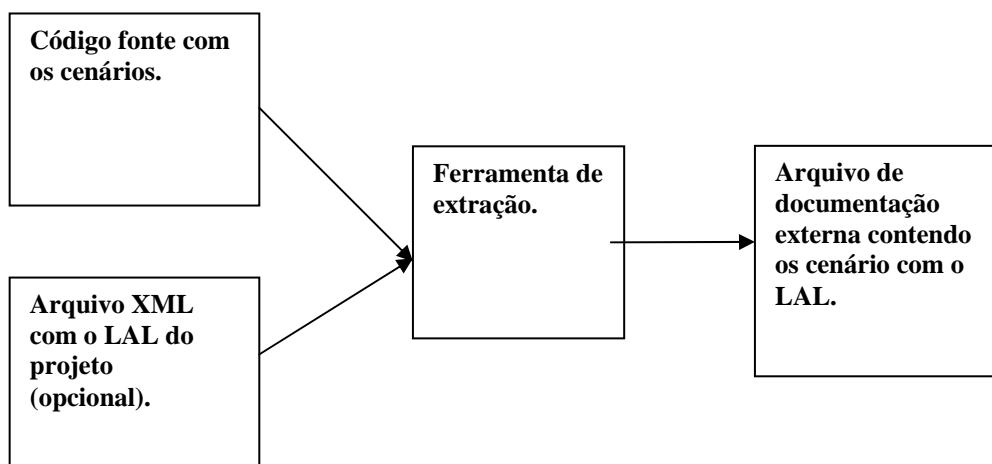 Código fonte com
os cenários.
Arquivo XML
com o LAL do
projeto
(opcional).
Ferramenta de
extração.
Arquivo de
documentação
externa contendo
os cenário com o
LAL.